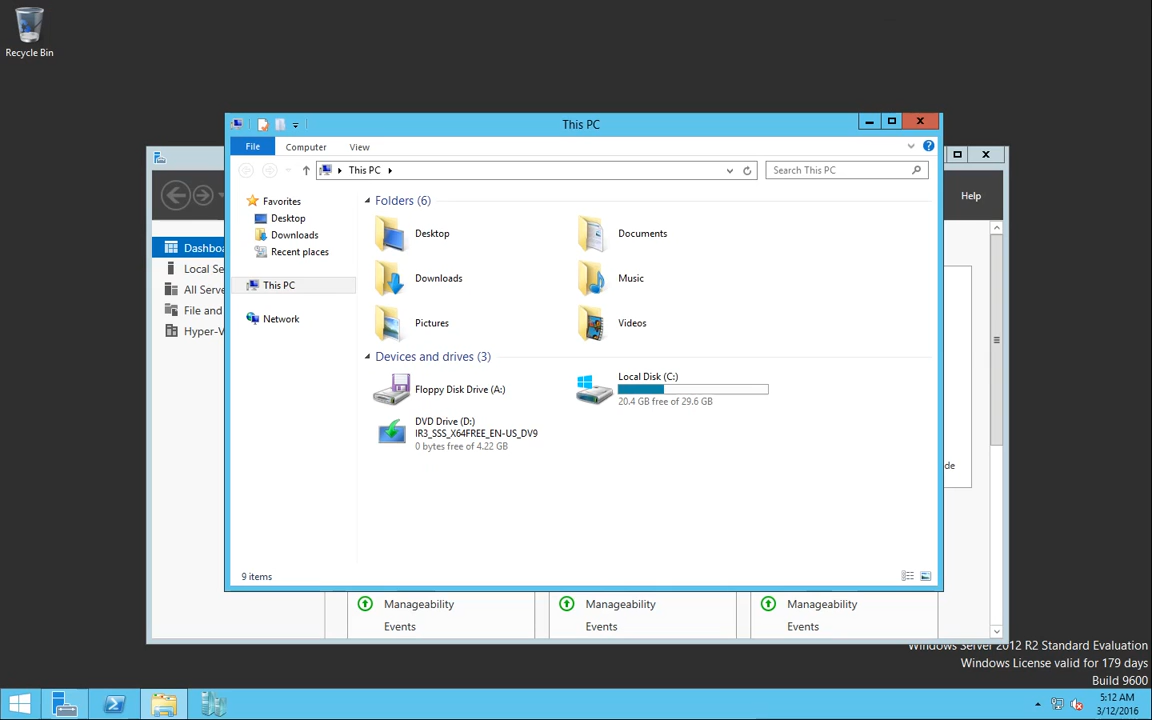 Recycle Bin
This PC
File
Computer
View
This PC
Search This PC
Favorites
Desktop
Downloads
Recent places
This PC
Network
Folders (6)
Desktop
Documents
Downloads
Music
Pictures
Videos
Devices and drives (3)
Floppy Disk Drive (A:)
Local Disk (C:)
20.4 GB free of 29.6 GB
DVD Drive (D:)
IR3_SSS_X64FREE_EN-US_DV9
0 bytes free of 4.22 GB
9 items
Help
Dashboa
Local Se
All Serve
File and
Hyper-V
de
Manageability
Manageability
Manageability
Events
Events
Events
Windows Server 2012 R2 Standard Evaluation
Windows License valid for 179 days
Build 9600
5:12 AM
3/12/2016